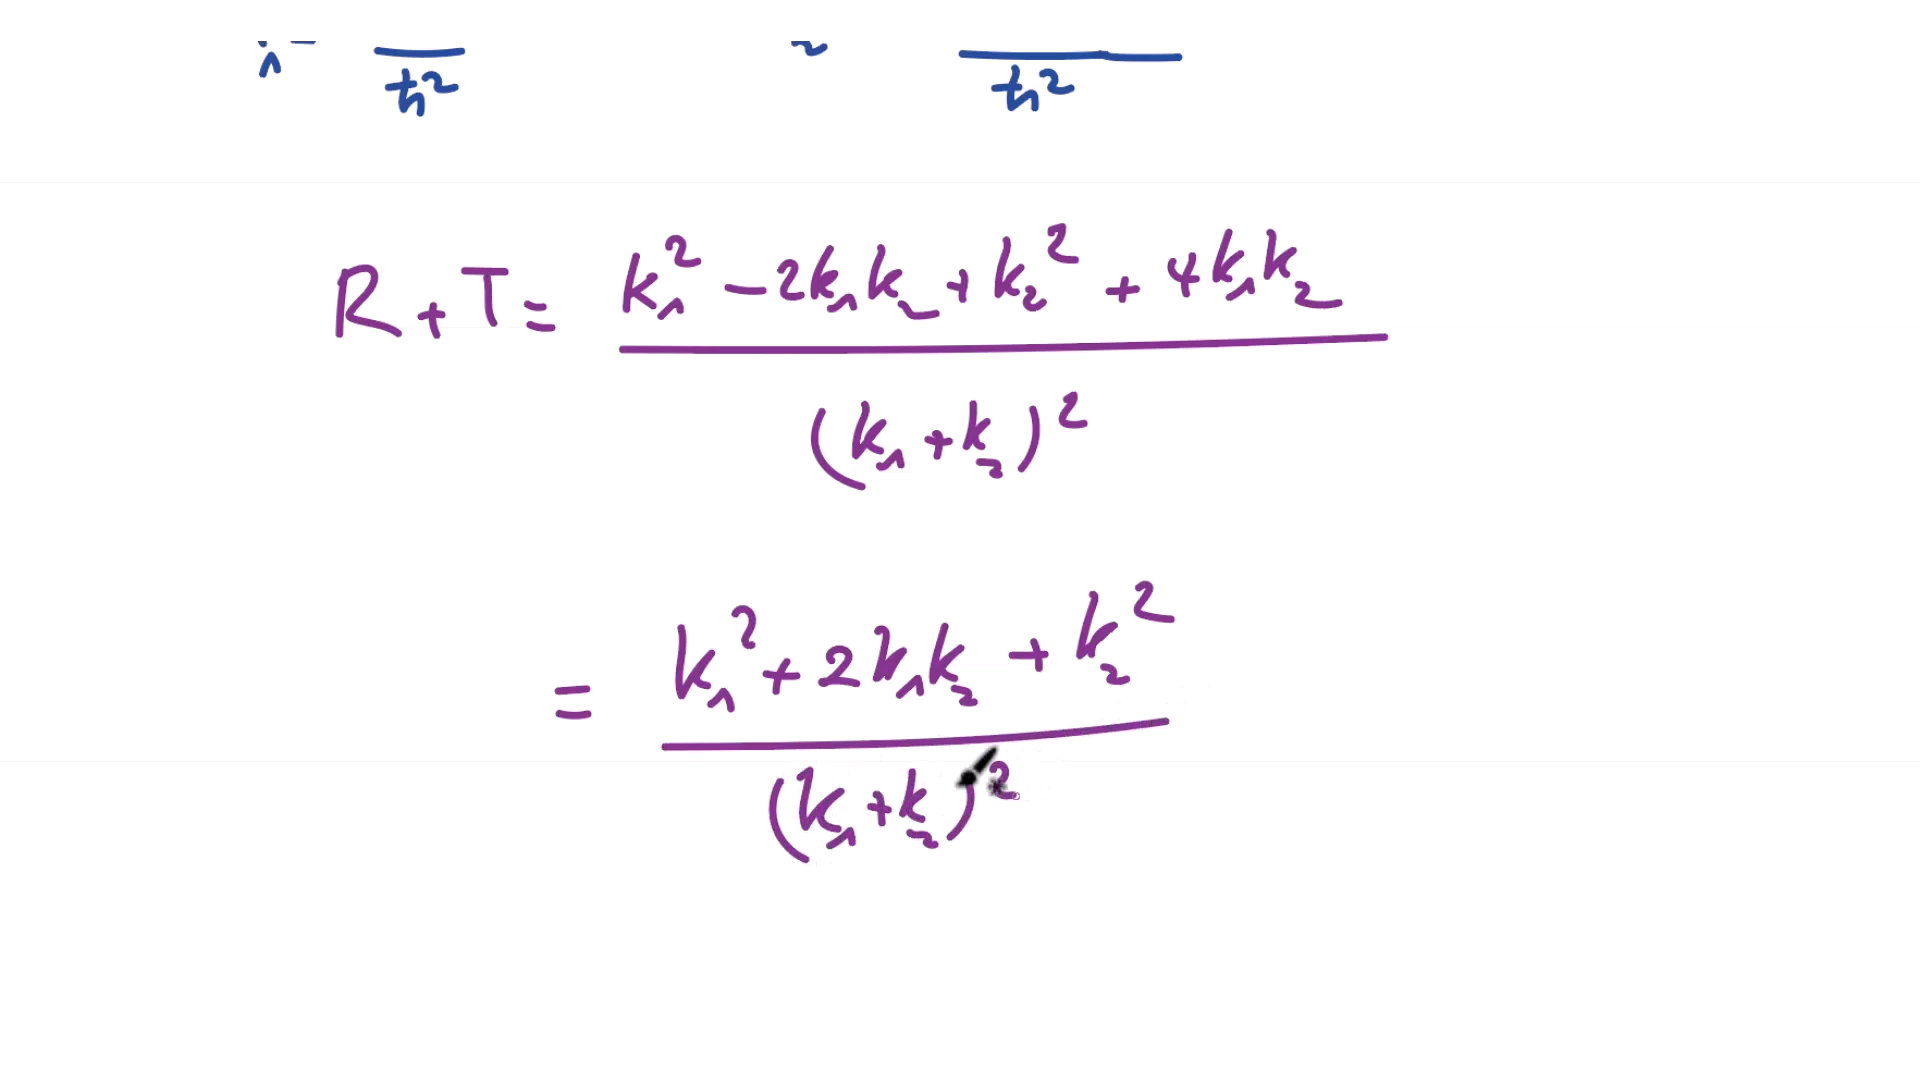 ħ² ħ²
R + T = k₁² - 2k₁k₂ + k₂² + 4k₁k₂
(k₁ + k₂)²
= k₁² + 2k₁k₂ + k₂²
(k₁ + k₂)²